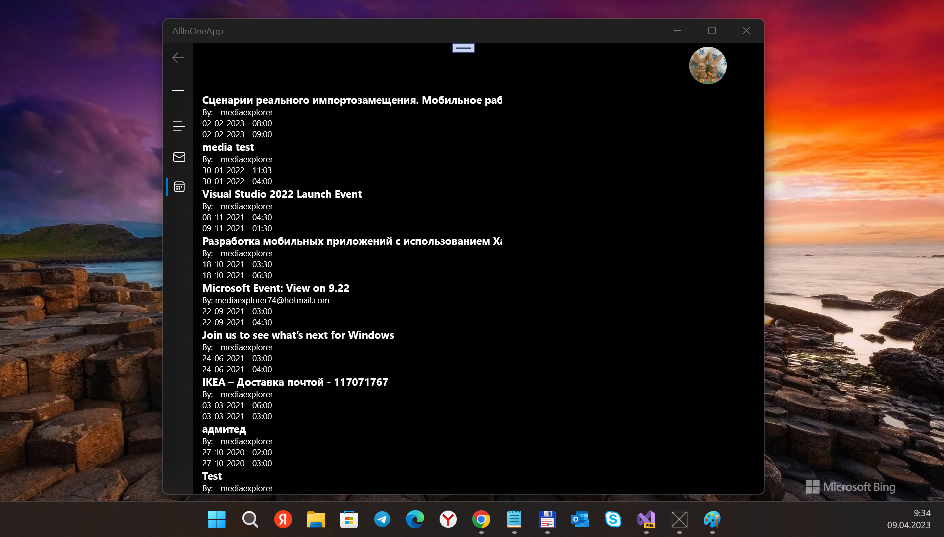 AllInOneApp
Сценарии реального импортозамещения. Мобильное раб
By: mediaexplorer
02-02-2023 08:00
02-02-2023 09:00
media test
By: mediaexplorer
30-01-2022 11:03
30-01-2022 04:00
Visual Studio 2022 Launch Event
By: mediaexplorer
08-11-2021 04:30
09-11-2021 01:30
Разработка мобильных приложений с использованием Xa
By: mediaexplorer
18-10-2021 03:30
18-10-2021 06:30
Microsoft Event: View on 9.22
By: mediaexplorer74@hotmail.com
22-09-2021 03:00
22-09-2021 04:30
Join us to see what's next for Windows
By: mediaexplorer
24-06-2021 03:00
24-06-2021 04:00
IKEA – Доставка почтой - 117071767
By: mediaexplorer
03-03-2021 06:00
03-03-2021 03:00
адмитед
By: mediaexplorer
27-10-2020 02:00
27-10-2020 03:00
Test
By: mediaexplorer
Microsoft Bing
9:34
09.04.2023